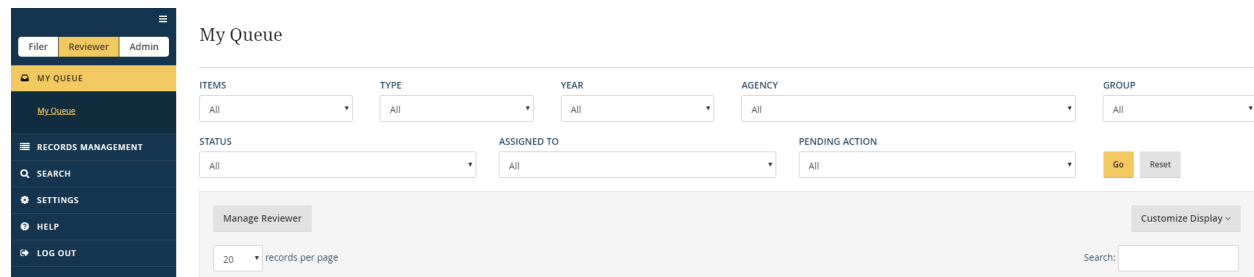 Filer Reviewer Admin
MY QUEUE
My Queue
RECORDS MANAGEMENT
SEARCH
SETTINGS
HELP
LOG OUT
My Queue
ITEMS TYPE YEAR AGENCY GROUP
All All All All All
STATUS ASSIGNED TO PENDING ACTION
All All All Go Reset
Manage Reviewer Customize Display
20 records per page Search: